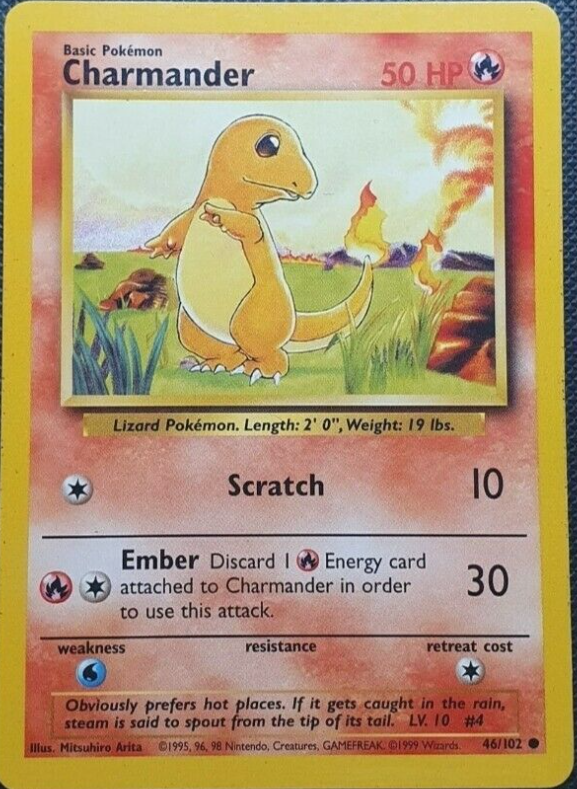 Basic Pokémon
Charmander 50 HP
Lizard Pokémon. Length: 2' 0", Weight: 19 lbs.
Scratch 10
Ember Discard 1 Energy card
attached to Charmander in order
to use this attack.
30
weakness resistance retreat cost
Obviously prefers hot places. If it gets caught in the rain,
steam is said to spout from the tip of its tail. LV. 10 #4
Illus. Mitsuhiro Arita ©1995, 96, 98 Nintendo, Creatures, GAMEFREAK. ©1999 Wizards. 46/102